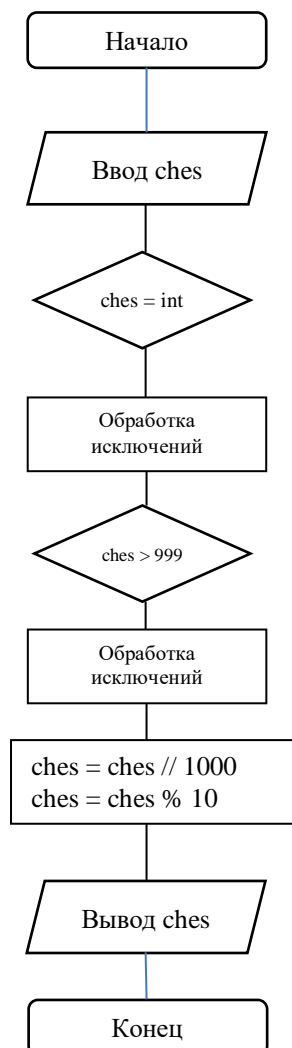 Начало
Ввод ches
ches = int
Обработка
исключений
ches > 999
Обработка
исключений
ches = ches // 1000
ches = ches % 10
Вывод ches
Конец